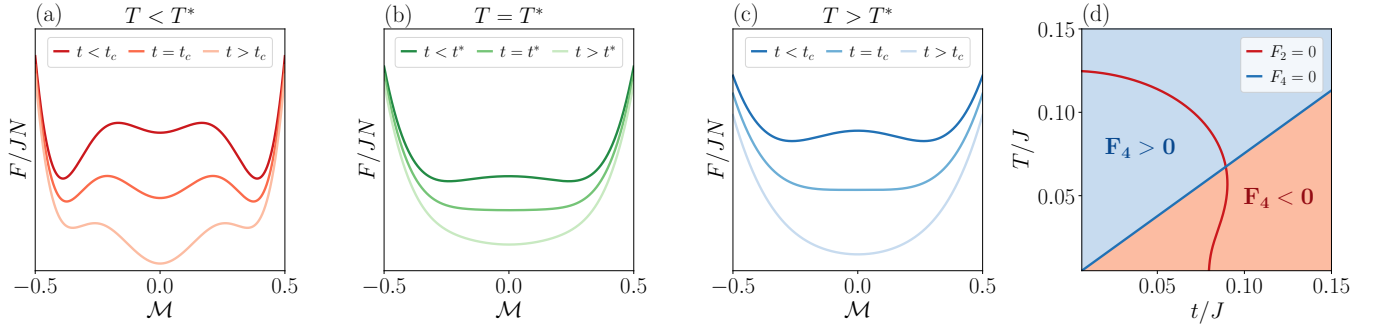 (a) T < T*
t < t_c t = t_c t > t_c
F/JN
−0.5 0.0 0.5
M
(b) T = T*
t < t* t = t* t > t*
F/JN
−0.5 0.0 0.5
M
(c) T > T*
t < t_c t = t_c t > t_c
F/JN
−0.5 0.0 0.5
M
(d)
F_2 = 0
F_4 = 0
0.15
0.10
0.05
T/J
F_4 > 0
F_4 < 0
0.05 0.10 0.15
t/J